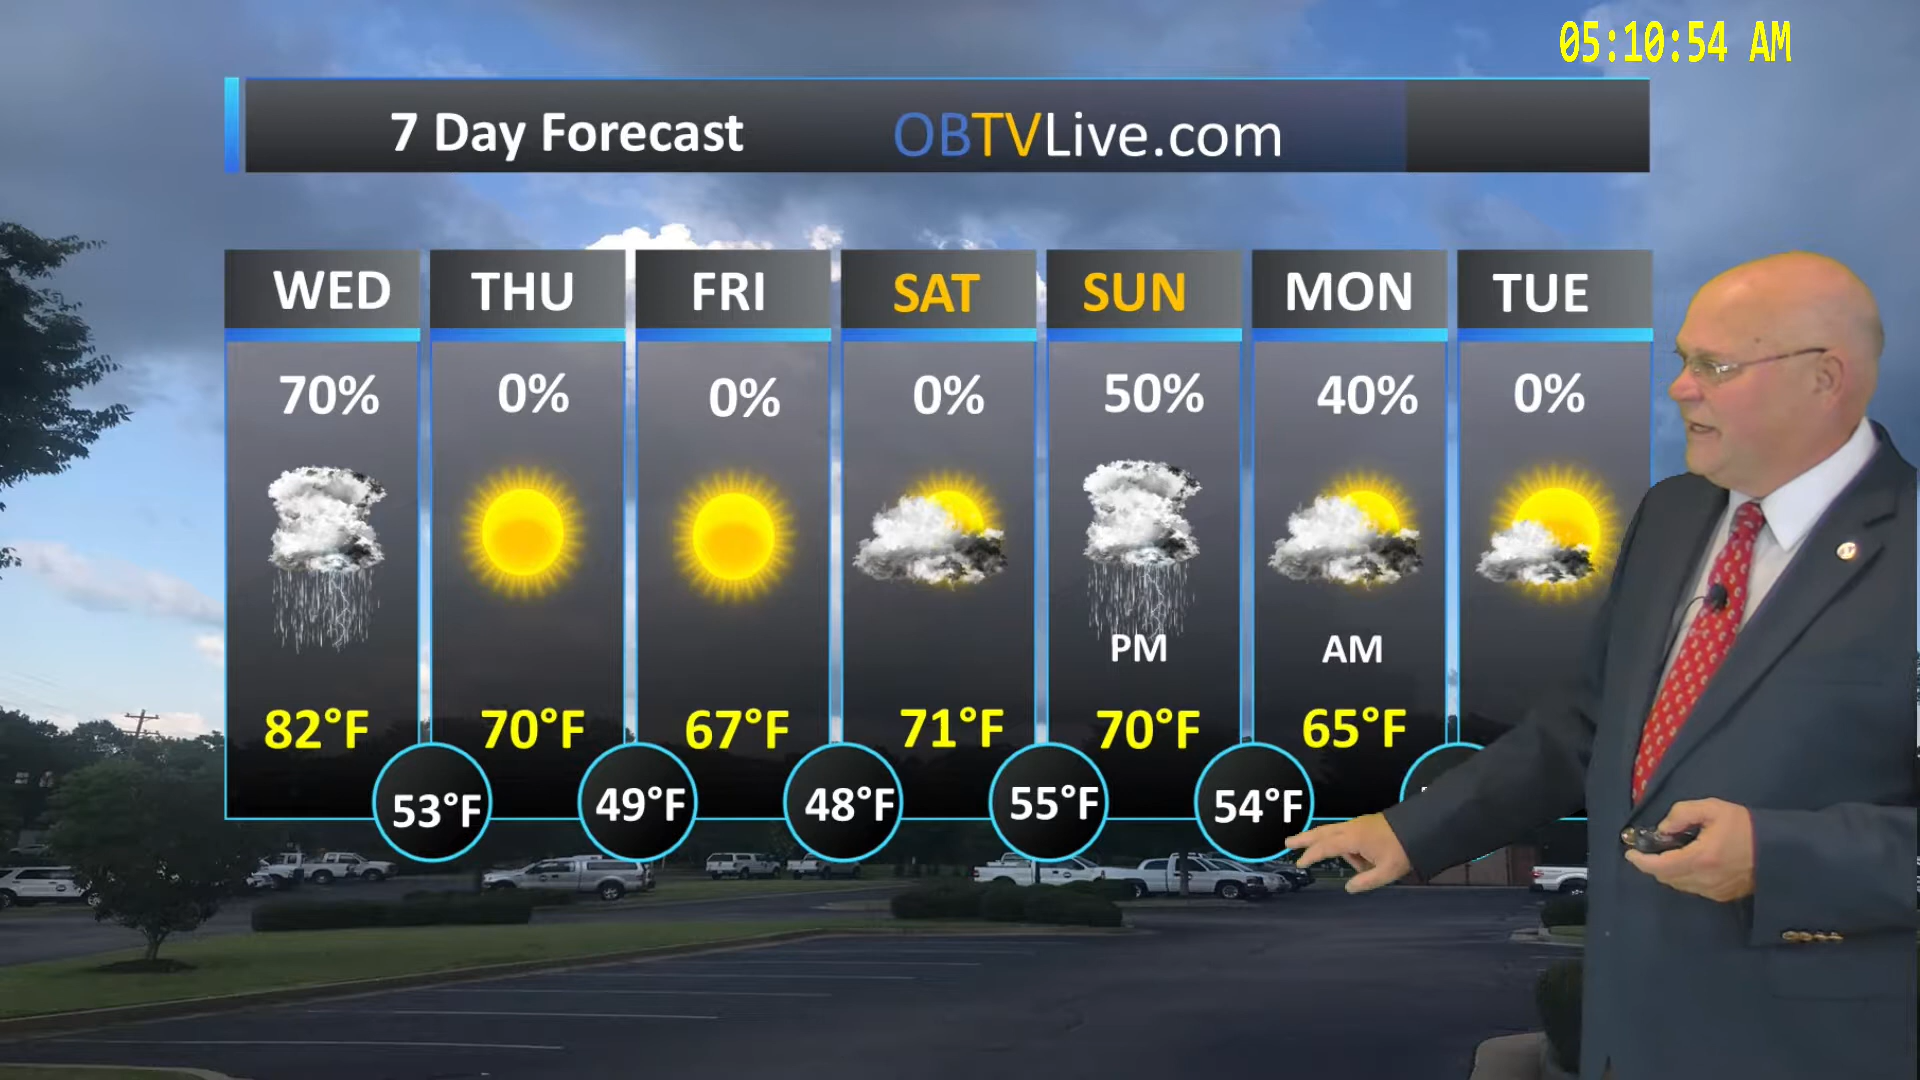 05:10:54 AM
7 Day Forecast OBTVLive.com
WED THU FRI SAT SUN MON TUE
70% 0% 0% 0% 50% 40% 0%
PM AM
82°F 70°F 67°F 71°F 70°F 65°F
53°F 49°F 48°F 55°F 54°F